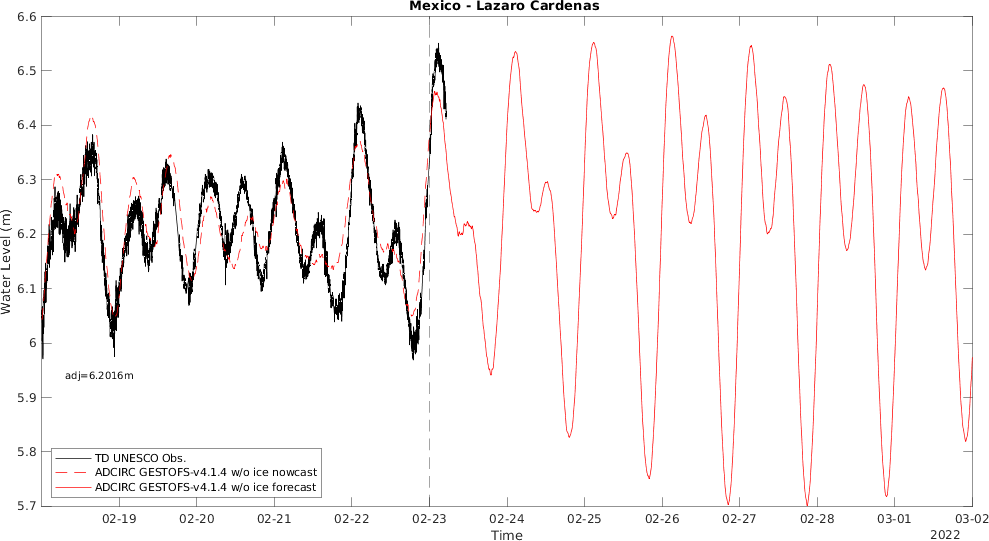 Mexico - Lazaro Cardenas
6.6
6.5
6.4
6.3
6.2
6.1
6
5.9
5.8
5.7
Water Level (m)
adj=6.2016m
TD UNESCO Obs.
ADCIRC GESTOFS-v4.1.4 w/o ice nowcast
ADCIRC GESTOFS-v4.1.4 w/o ice forecast
02-19 02-20 02-21 02-22 02-23 02-24 02-25 02-26 02-27 02-28 03-01 03-02
Time
2022